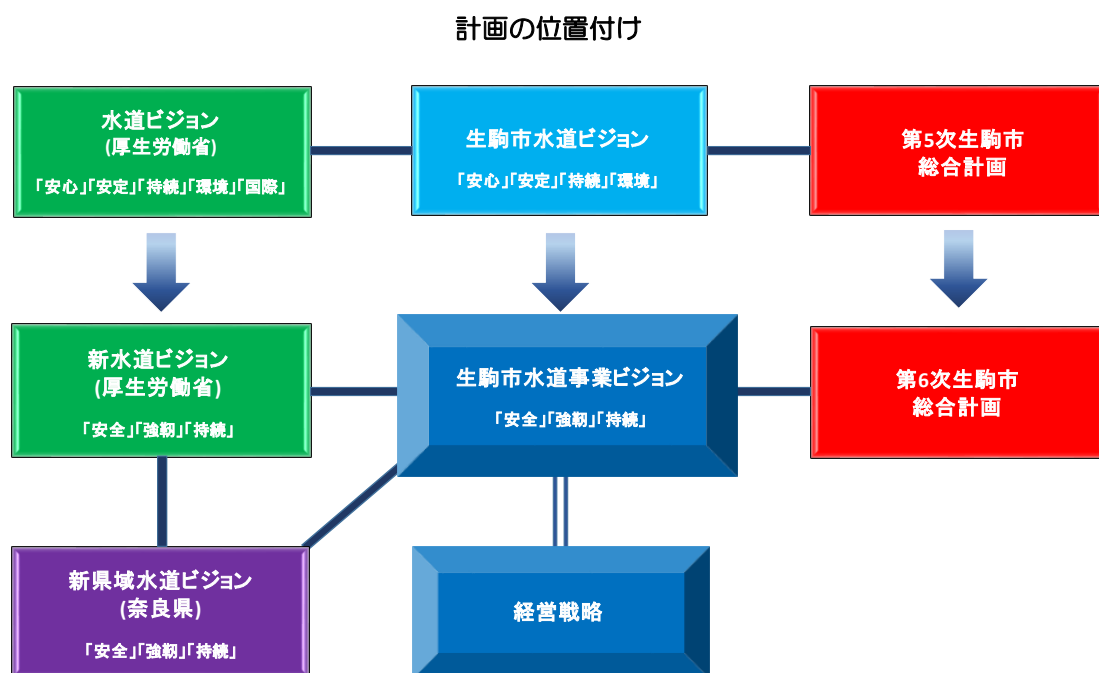 計画の位置付け
水道ビジョン
(厚生労働省)
「安心」「安定」「持続」「環境」「国際」
生駒市水道ビジョン
「安心」「安定」「持続」「環境」
第5次生駒市
総合計画
新水道ビジョン
(厚生労働省)
「安全」「強靭」「持続」
生駒市水道事業ビジョン
「安全」「強靭」「持続」
第6次生駒市
総合計画
新県域水道ビジョン
(奈良県)
「安全」「強靭」「持続」
経営戦略